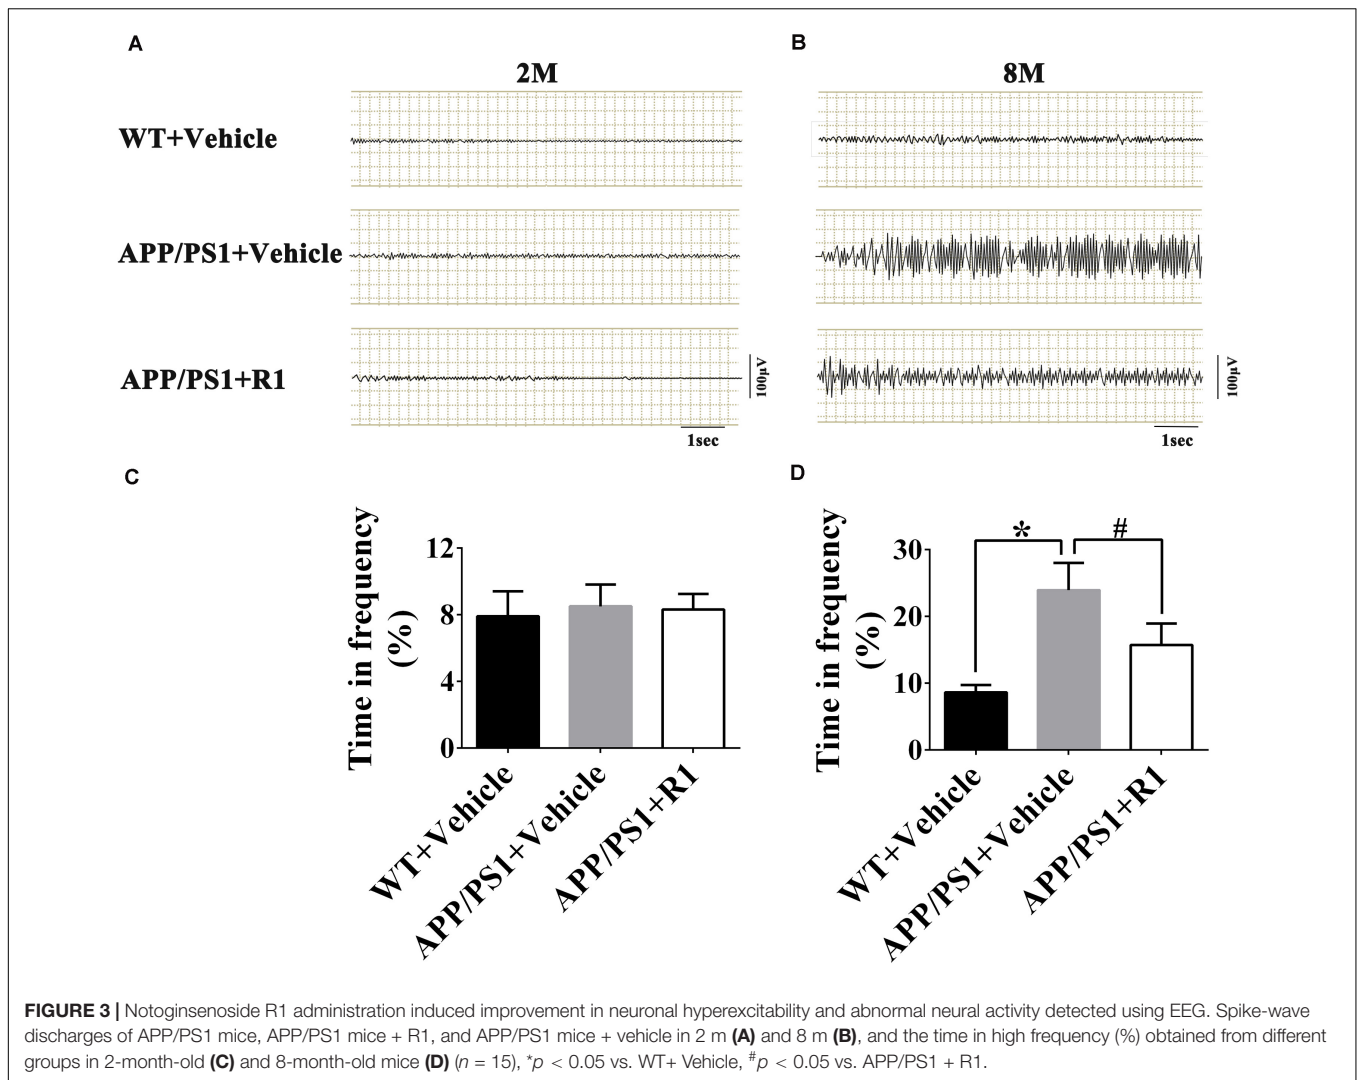 A
B
2M
8M
WT+Vehicle
APP/PS1+Vehicle
APP/PS1+R1
100μV
1sec
100μV
1sec
C
D
Time in frequency
(%)
12
8
4
0
WT+Vehicle
APP/PS1+Vehicle
APP/PS1+R1
Time in frequency
(%)
30
20
10
0
*
#
WT+Vehicle
APP/PS1+Vehicle
APP/PS1+R1
FIGURE 3 | Notoginsenoside R1 administration induced improvement in neuronal hyperexcitability and abnormal neural activity detected using EEG. Spike-wave
discharges of APP/PS1 mice, APP/PS1 mice + R1, and APP/PS1 mice + vehicle in 2 m (A) and 8 m (B), and the time in high frequency (%) obtained from different
groups in 2-month-old (C) and 8-month-old mice (D) (n = 15), *p < 0.05 vs. WT+ Vehicle, #p < 0.05 vs. APP/PS1 + R1.